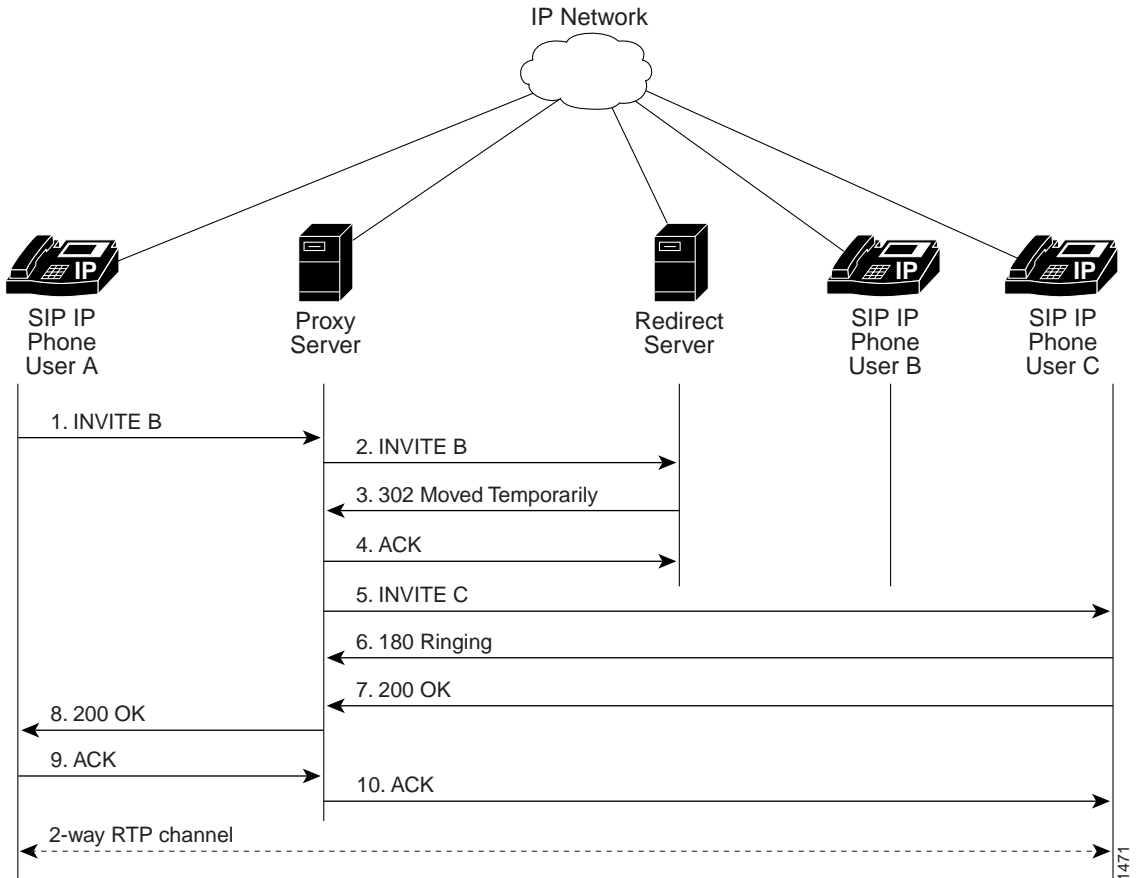 IP Network
IP
IP
IP
SIP IP
Phone
User A
Proxy
Server
Redirect
Server
SIP IP
Phone
User B
SIP IP
Phone
User C
1. INVITE B
2. INVITE B
3. 302 Moved Temporarily
4. ACK
5. INVITE C
6. 180 Ringing
7. 200 OK
8. 200 OK
9. ACK
10. ACK
2-way RTP channel
1471